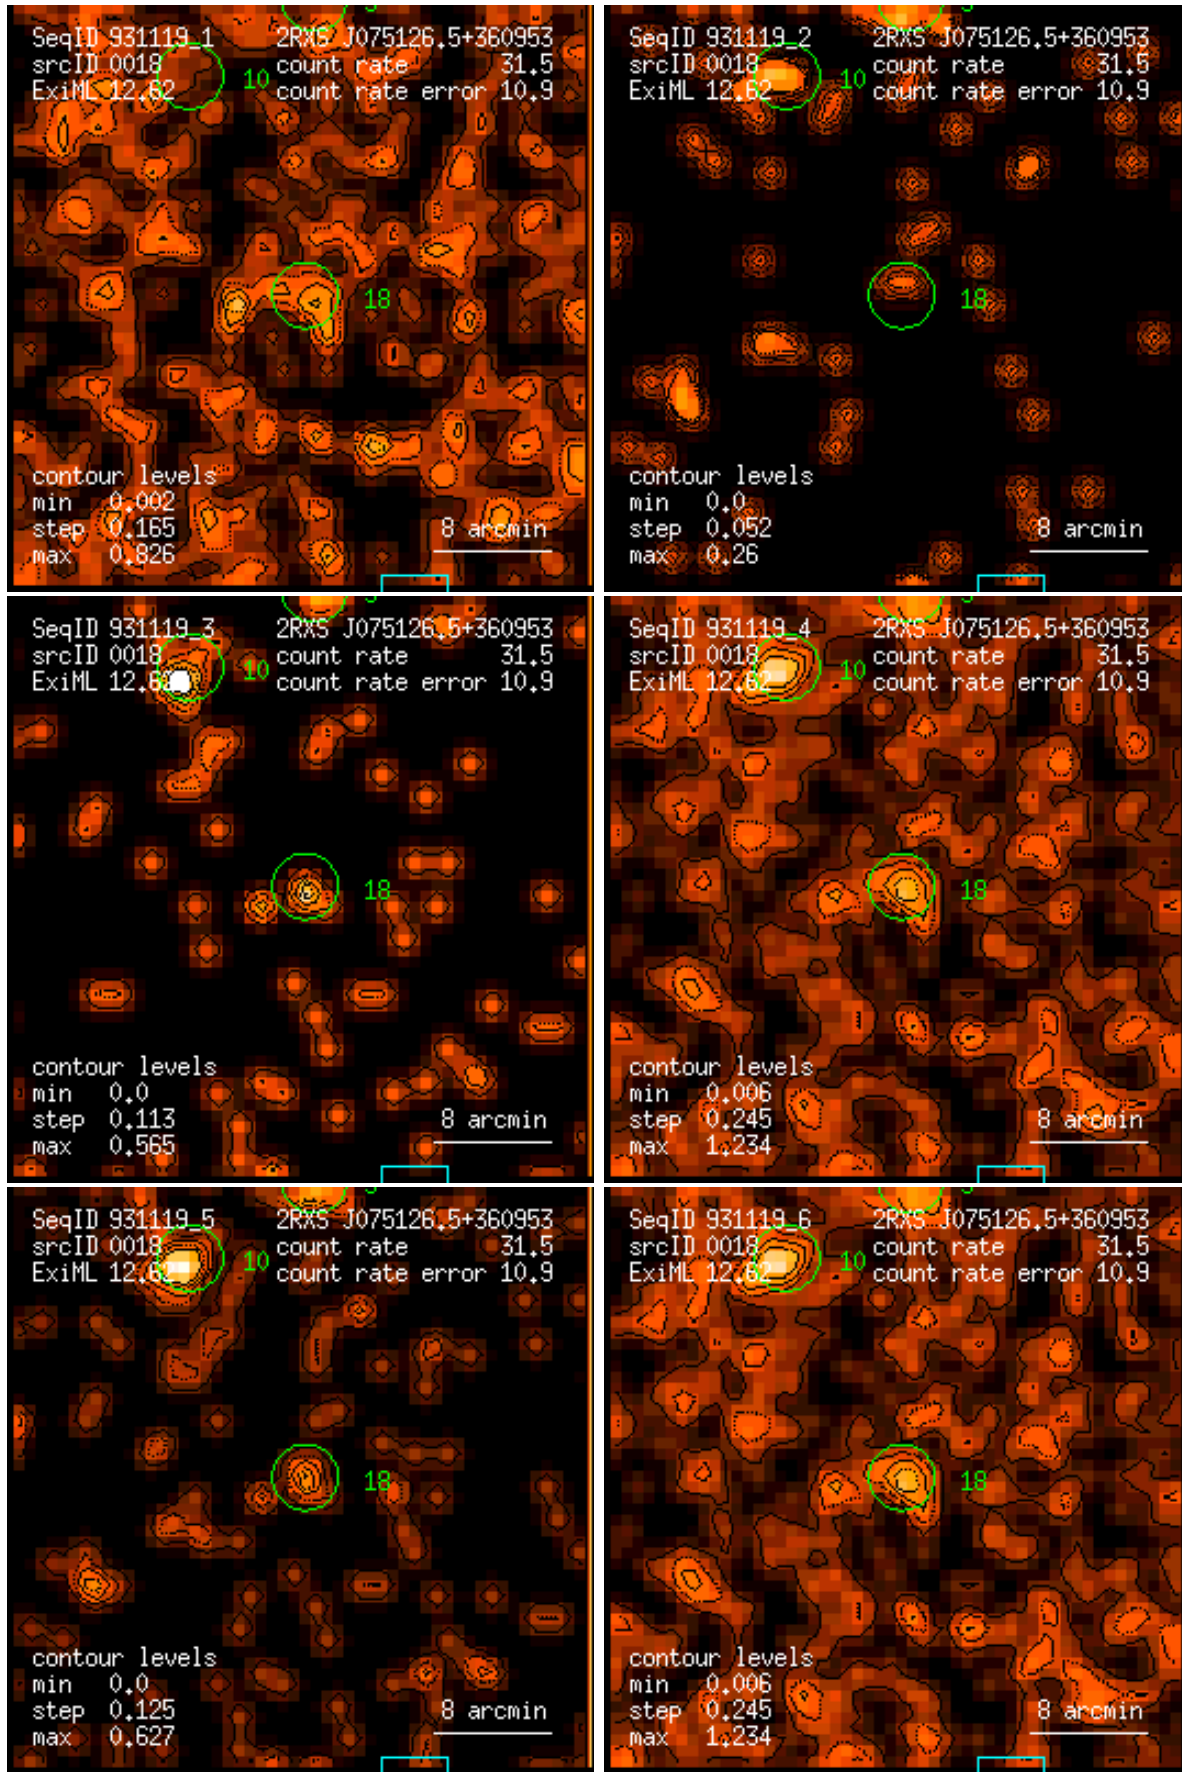 SeqID 931119_1 2RXS J075126.5+360953
srcID 0018 10 count rate 31.5
ExiML 12.62 count rate error 10.9
18
contour levels
min 0.002
step 0.165
max 0.826
8 arcmin
SeqID 931119_2 2RXS J075126.5+360953
srcID 0018 10 count rate 31.5
ExiML 12.62 count rate error 10.9
18
contour levels
min 0.0
step 0.052
max 0.26
8 arcmin
SeqID 931119_3 2RXS J075126.5+360953
srcID 0018 10 count rate 31.5
ExiML 12.62 count rate error 10.9
18
contour levels
min 0.0
step 0.113
max 0.565
8 arcmin
SeqID 931119_4 2RXS J075126.5+360953
srcID 0018 10 count rate 31.5
ExiML 12.62 count rate error 10.9
18
contour levels
min 0.006
step 0.245
max 1.234
8 arcmin
SeqID 931119_5 2RXS J075126.5+360953
srcID 0018 10 count rate 31.5
ExiML 12.62 count rate error 10.9
18
contour levels
min 0.0
step 0.125
max 0.627
8 arcmin
SeqID 931119_6 2RXS J075126.5+360953
srcID 0018 10 count rate 31.5
ExiML 12.62 count rate error 10.9
18
contour levels
min 0.006
step 0.245
max 1.234
8 arcmin